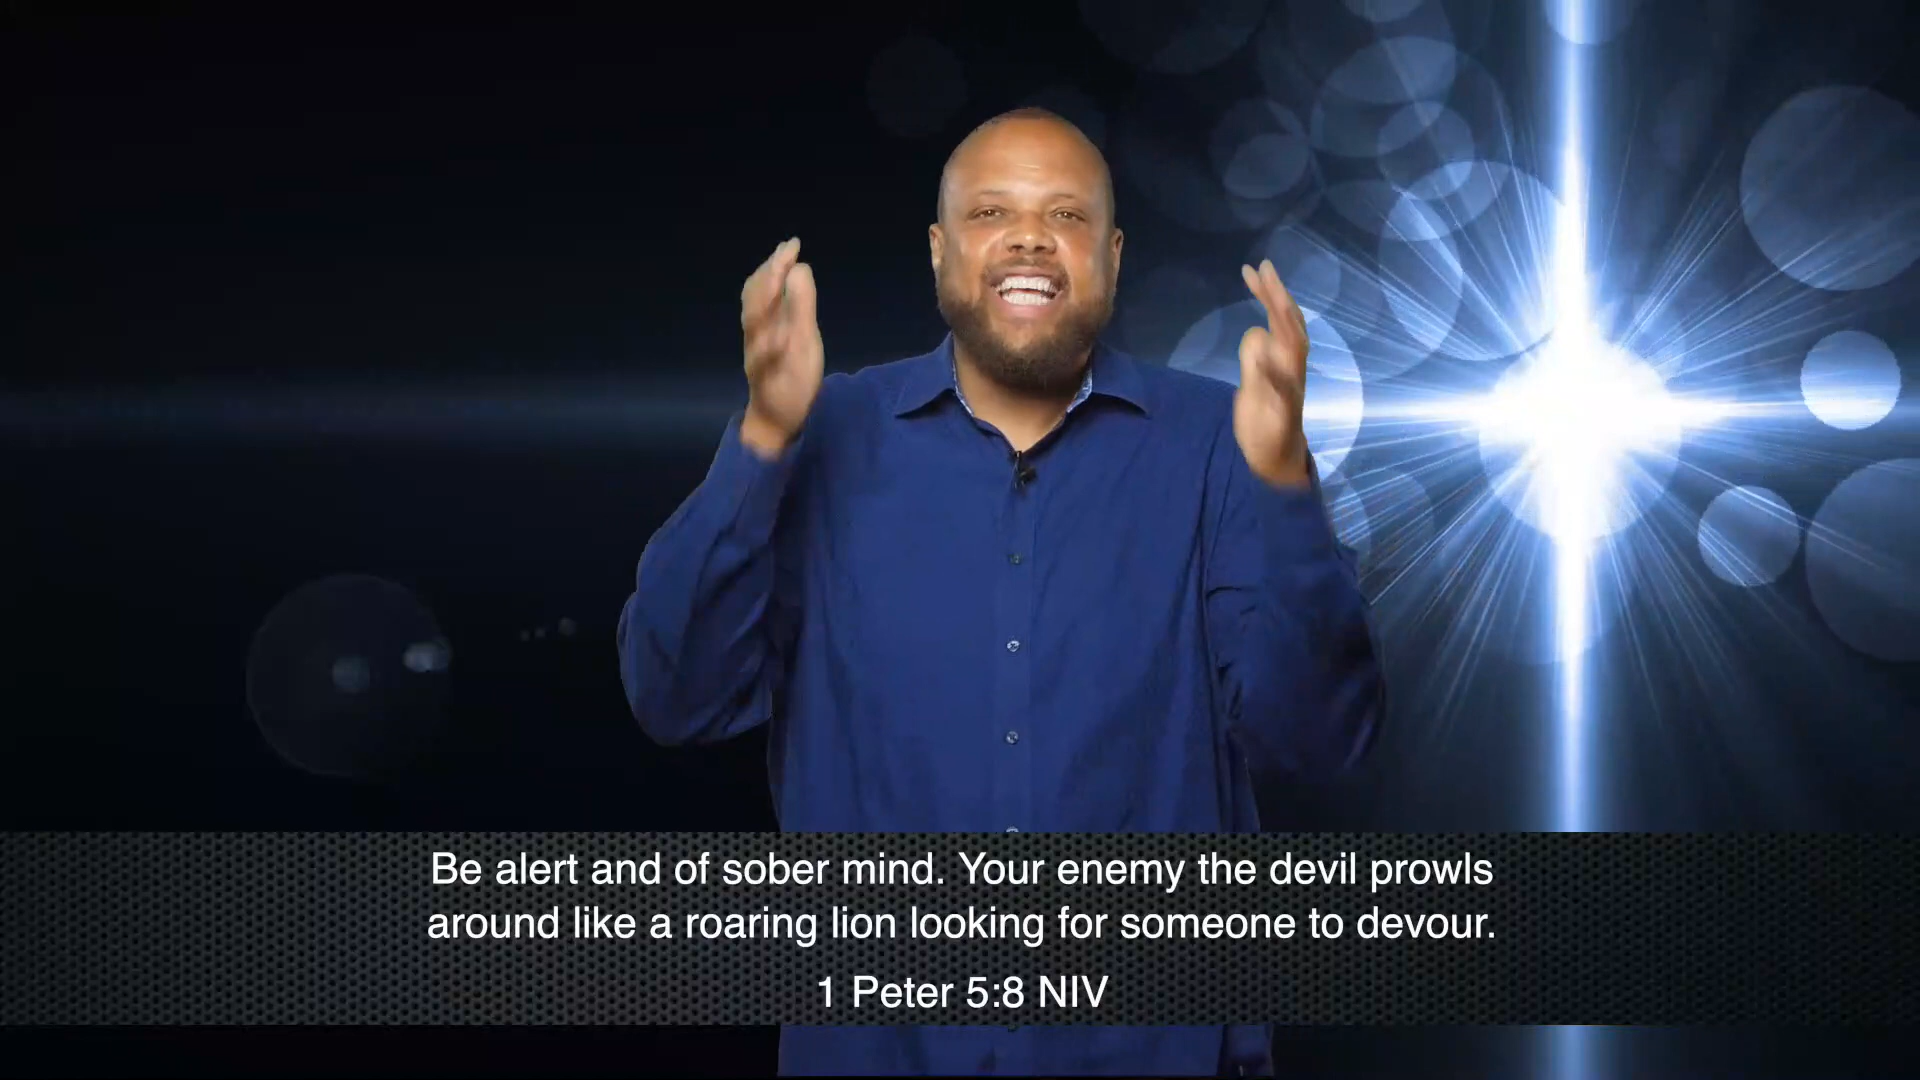 Be alert and of sober mind. Your enemy the devil prowls
around like a roaring lion looking for someone to devour.
1 Peter 5:8 NIV